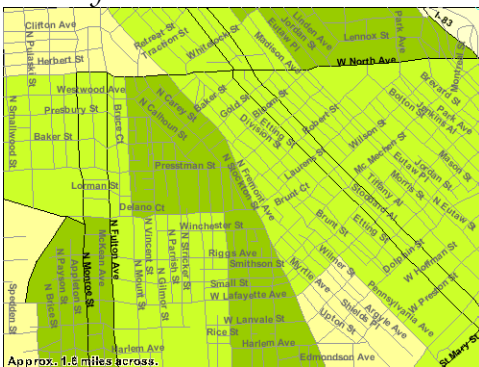 Clifton Ave
N Pulaski St
Herbert St
Retreat St
Traction St
Whitelock St
Linden Ave
Jordan St
Eutaw Pl
Madison Ave
Lennox St
Park Ave
I-83
W North Ave
Mcmechen St
Westwood Ave
Presbury St
N Smallwood St
Baker St
Brice Ct
N Carey St
N Calhoun St
Baker St
Gold St
Bloom St
Etting St
Division St
Robert St
Laurens St
Wilson St
Mc Mechen St
Bolton St
Brevard St
Park Ave
Jenkins Al
Mason St
Jordan St
Eutaw Pl
Morris St
Tiffany Al
Stoddard Al
N Eutaw St
Presstman St
N Stockton St
N Fremont Ave
Brunt Ct
Brunt St
Etting St
Dolphin St
W Hoffman St
W Preston St
Pennsylvania Ave
St Mary St
Lorman St
Delano Ct
Winchester St
N Fulton Ave
McKean Ave
N Monroe St
Appleton St
N Payson St
N Brice St
Spedden St
N Vincent St
N Mount St
N Parrish St
N Gilmor St
N Stricker St
Riggs Ave
Smithson St
Small St
W Lafayette Ave
W Lanvale St
Rice St
Harlem Ave
Harlem Ave
Myrtle Ave
Wilmer St
Argyle Ave
Shields Pl
Upton St
Edmondson Ave
Approx. 1.6 miles across.